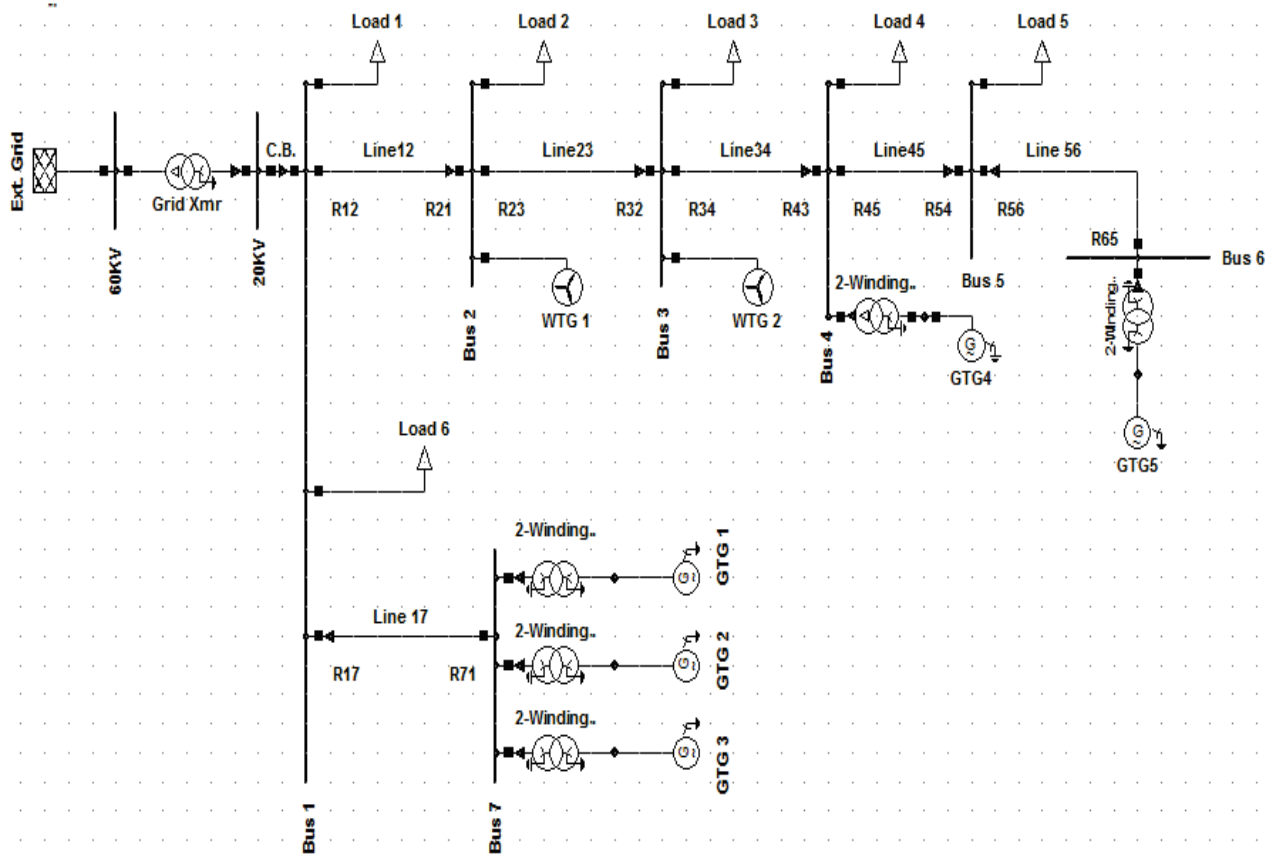 Load 1
Load 2
Load 3
Load 4
Load 5
Ext. Grid
C.B.
Line12
Line23
Line34
Line45
Line 56
Grid Xmr
R12
R21
R23
R32
R34
R43
R45
R54
R56
R65
60KV
20KV
Bus 2
WTG 1
Bus 3
WTG 2
Bus 4
2-Winding..
GTG4
Bus 5
Bus 6
2-Winding..
GTG5
Load 6
2-Winding..
GTG 1
Line 17
2-Winding..
GTG 2
R17
R71
2-Winding..
GTG 3
Bus 1
Bus 7